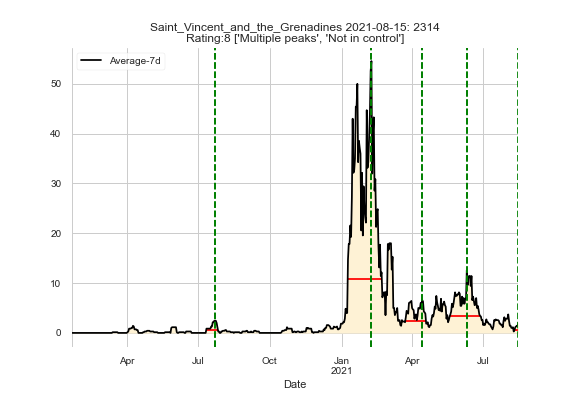 Saint_Vincent_and_the_Grenadines 2021-08-15: 2314
Rating:8 ['Multiple peaks', 'Not in control']
Average-7d
50
40
30
20
10
0
Apr
Jul
Oct
Jan
2021
Apr
Jul
Date